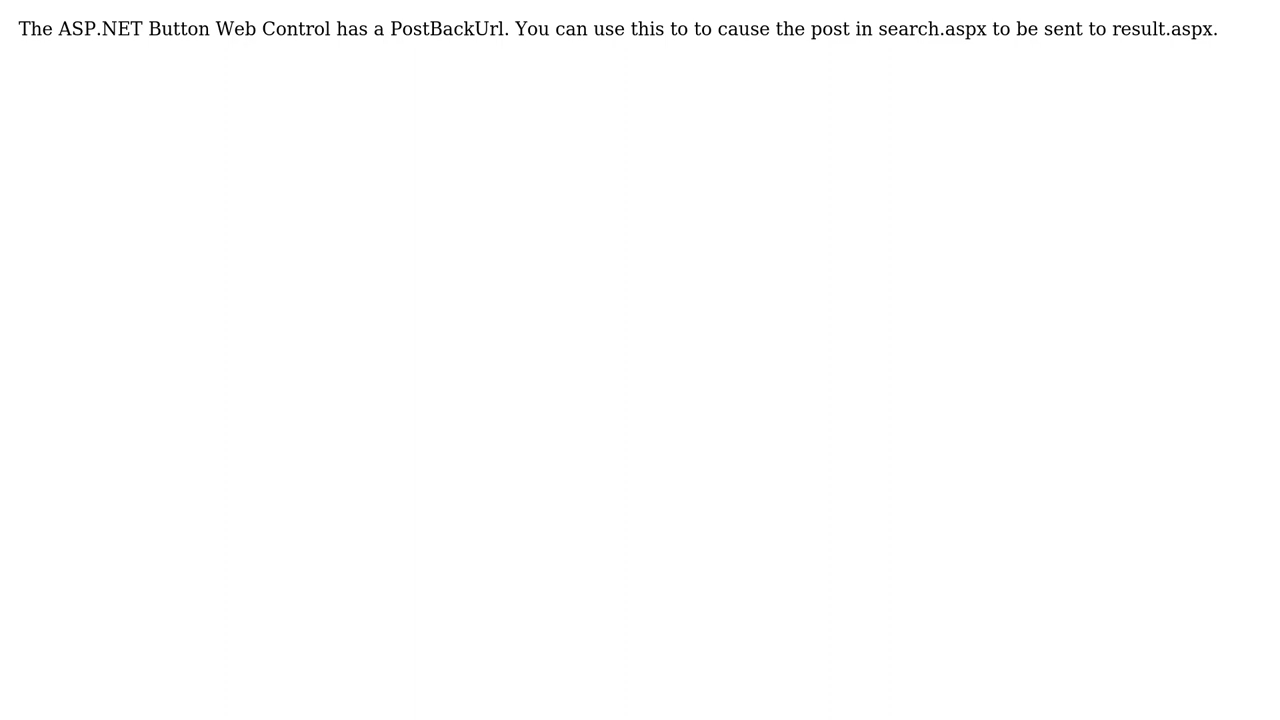 The ASP.NET Button Web Control has a PostBackUrl. You can use this to to cause the post in search.aspx to be sent to result.aspx.